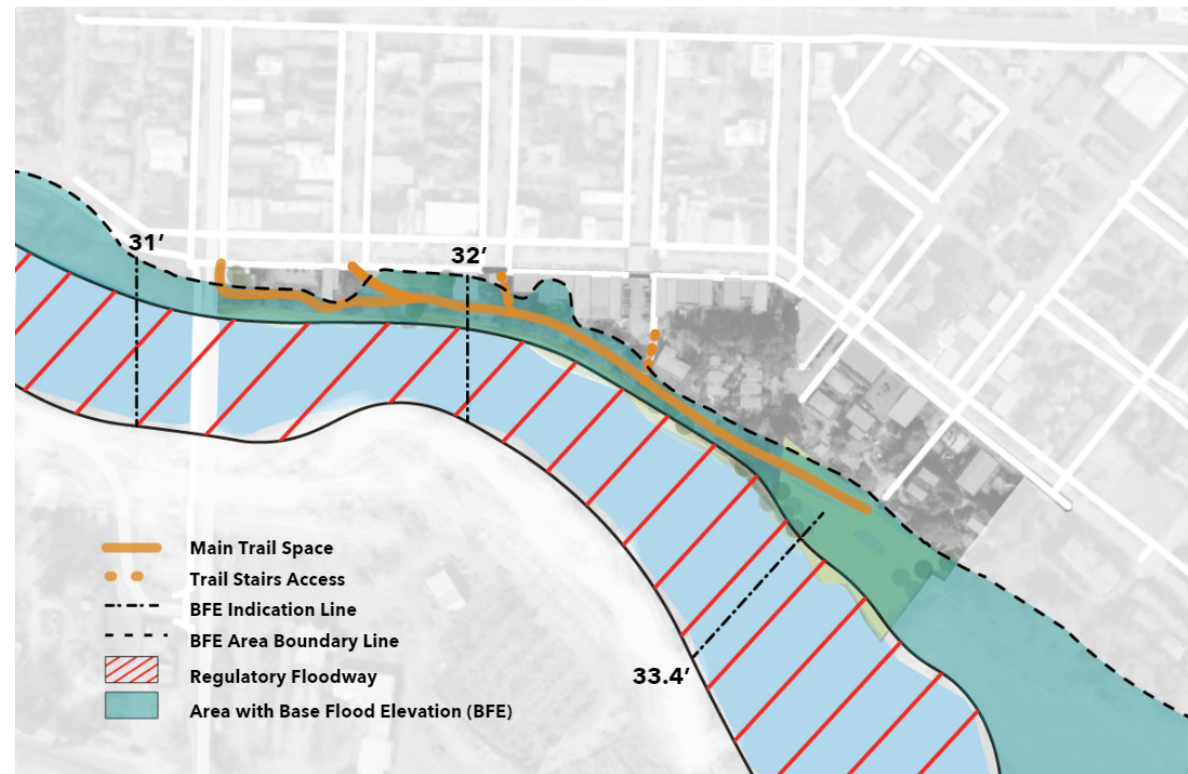 31’
32’
33.4’
Main Trail Space
Trail Stairs Access
BFE Indication Line
BFE Area Boundary Line
Regulatory Floodway
Area with Base Flood Elevation (BFE)